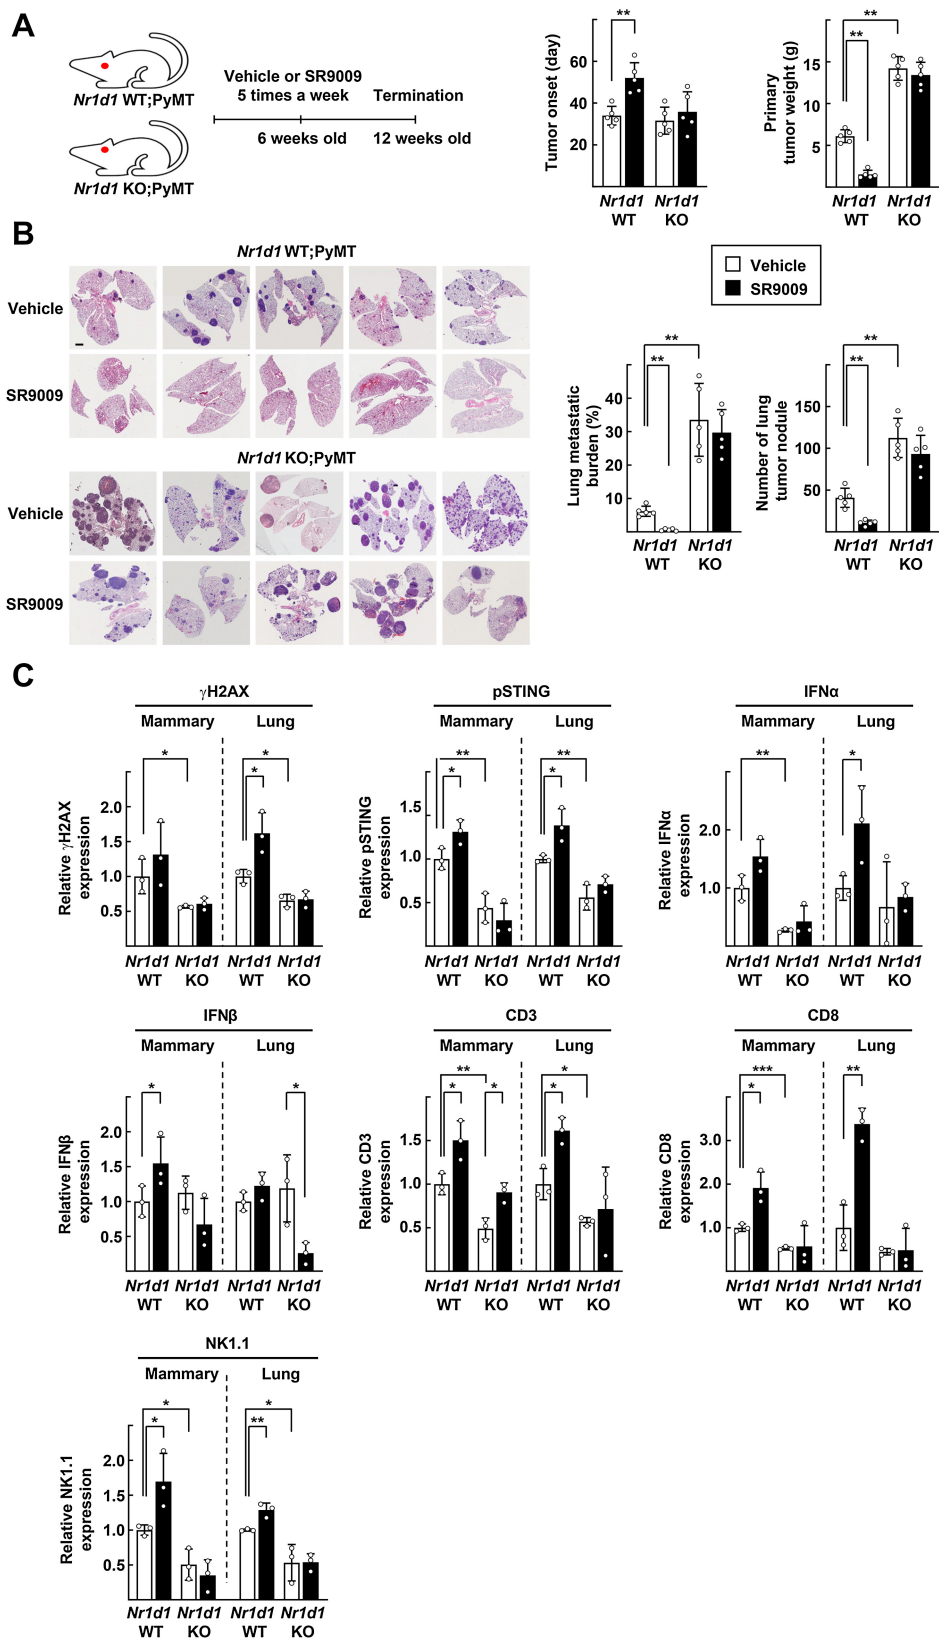 A
Nr1d1 WT;PyMT
Nr1d1 KO;PyMT
Vehicle or SR9009
5 times a week
Termination
6 weeks old
12 weeks old
Tumor onset (day)
60
40
20
**
Nr1d1
WT
Nr1d1
KO
Primary
tumor weight (g)
15
10
5
**
**
Nr1d1
WT
Nr1d1
KO
B
Nr1d1 WT;PyMT
Vehicle
SR9009
Nr1d1 KO;PyMT
Vehicle
SR9009
Vehicle
SR9009
Lung metastatic
burden (%)
40
30
20
10
**
**
Nr1d1
WT
Nr1d1
KO
Number of lung
tumor nodule
150
100
50
**
**
Nr1d1
WT
Nr1d1
KO
C
γH2AX
Mammary
Lung
Relative γH2AX
expression
2.0
1.5
1.0
0.5
*
*
*
Nr1d1
WT
Nr1d1
KO
Nr1d1
WT
Nr1d1
KO
pSTING
Mammary
Lung
Relative pSTING
expression
1.5
1.0
0.5
**
*
**
*
Nr1d1
WT
Nr1d1
KO
Nr1d1
WT
Nr1d1
KO
IFNα
Mammary
Lung
Relative IFNα
expression
2.0
1.0
**
*
Nr1d1
WT
Nr1d1
KO
Nr1d1
WT
Nr1d1
KO
IFNβ
Mammary
Lung
Relative IFNβ
expression
2.0
1.5
1.0
0.5
*
*
Nr1d1
WT
Nr1d1
KO
Nr1d1
WT
Nr1d1
KO
CD3
Mammary
Lung
Relative CD3
expression
1.5
1.0
0.5
**
*
*
*
*
Nr1d1
WT
Nr1d1
KO
Nr1d1
WT
Nr1d1
KO
CD8
Mammary
Lung
Relative CD8
expression
3.0
2.0
1.0
***
*
**
Nr1d1
WT
Nr1d1
KO
Nr1d1
WT
Nr1d1
KO
NK1.1
Mammary
Lung
Relative NK1.1
expression
2.0
1.5
1.0
0.5
*
*
*
**
Nr1d1
WT
Nr1d1
KO
Nr1d1
WT
Nr1d1
KO